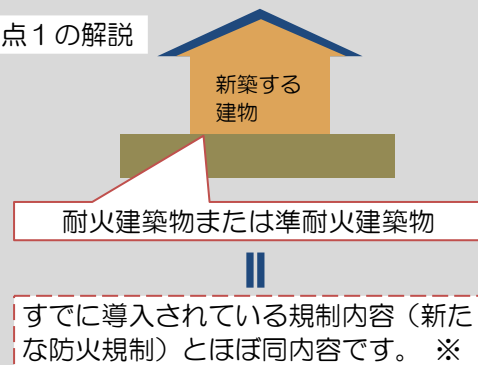 点１の解説
新築する
建物
耐火建築物または準耐火建築物
すでに導入されている規制内容（新た
な防火規制）とほぼ同内容です。 ※